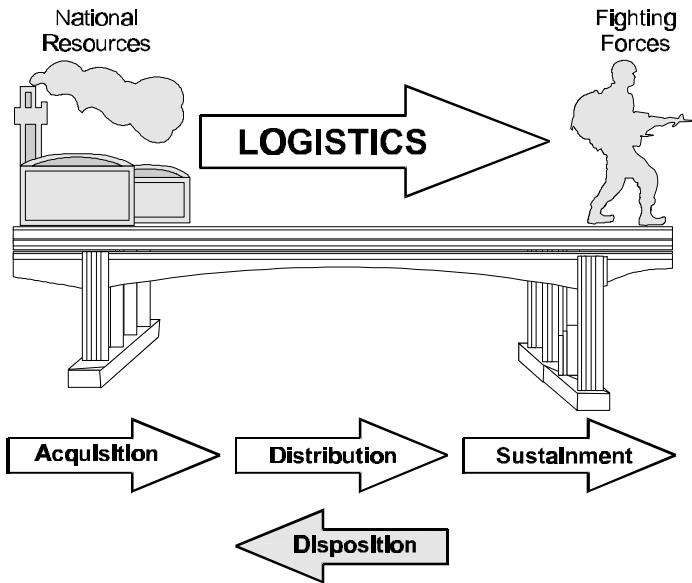 National
Resources
Fighting
Forces
LOGISTICS
Acquisition
Distribution
Sustainment
Disposition